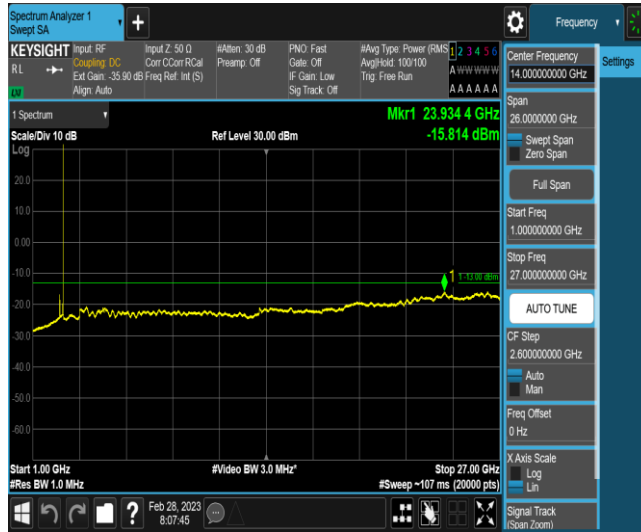 Spectrum Analyzer 1
Swept SA
Frequency
KEYSIGHT
Input: RF
Input Z: 50 Ω
#Atten: 30 dB
PNO: Fast
#Avg Type: Power (RMS
1 2 3 4 5 6
R L
Coupling: DC
Corr CCorr RCal
Preamp: Off
Gate: Off
Avg|Hold: 100/100
A W W W W W
Ext Gain: -35.90 dB
Freq Ref: Int (S)
IF Gain: Low
Trig: Free Run
Align: Auto
Sig Track: Off
A A A A A A
1 Spectrum
Mkr1 23.934 4 GHz
Scale/Div 10 dB
Ref Level 30.00 dBm
-15.814 dBm
Log
20.0
10.0
0.00
-10.0
1
1 -13.00 dBm
-20.0
-30.0
-40.0
-50.0
-60.0
Start 1.00 GHz
#Video BW 3.0 MHz*
Stop 27.00 GHz
#Res BW 1.0 MHz
#Sweep ~107 ms (20000 pts)
Feb 28, 2023
8:07:45
Center Frequency
14.000000000 GHz
Settings
Span
26.0000000 GHz
Swept Span
Zero Span
Full Span
Start Freq
1.000000000 GHz
Stop Freq
27.000000000 GHz
AUTO TUNE
CF Step
2.600000000 GHz
Auto
Man
Freq Offset
0 Hz
X Axis Scale
Log
Lin
Signal Track
(Span Zoom)